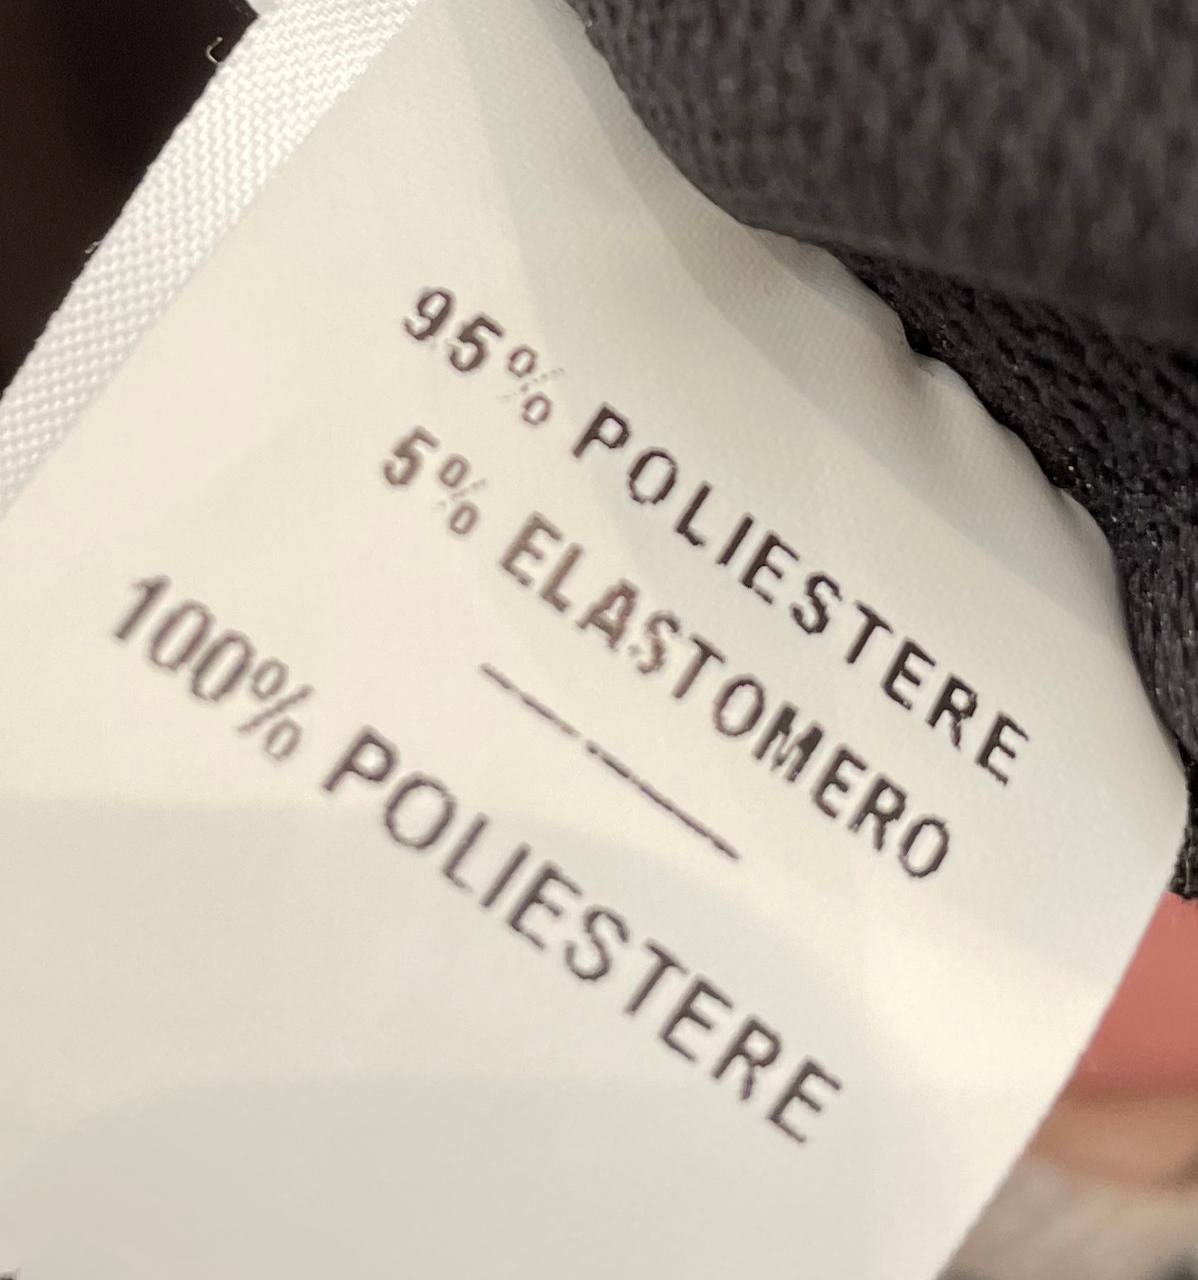 95% POLIESTERE
5% ELASTOMERO
100% POLIESTERE